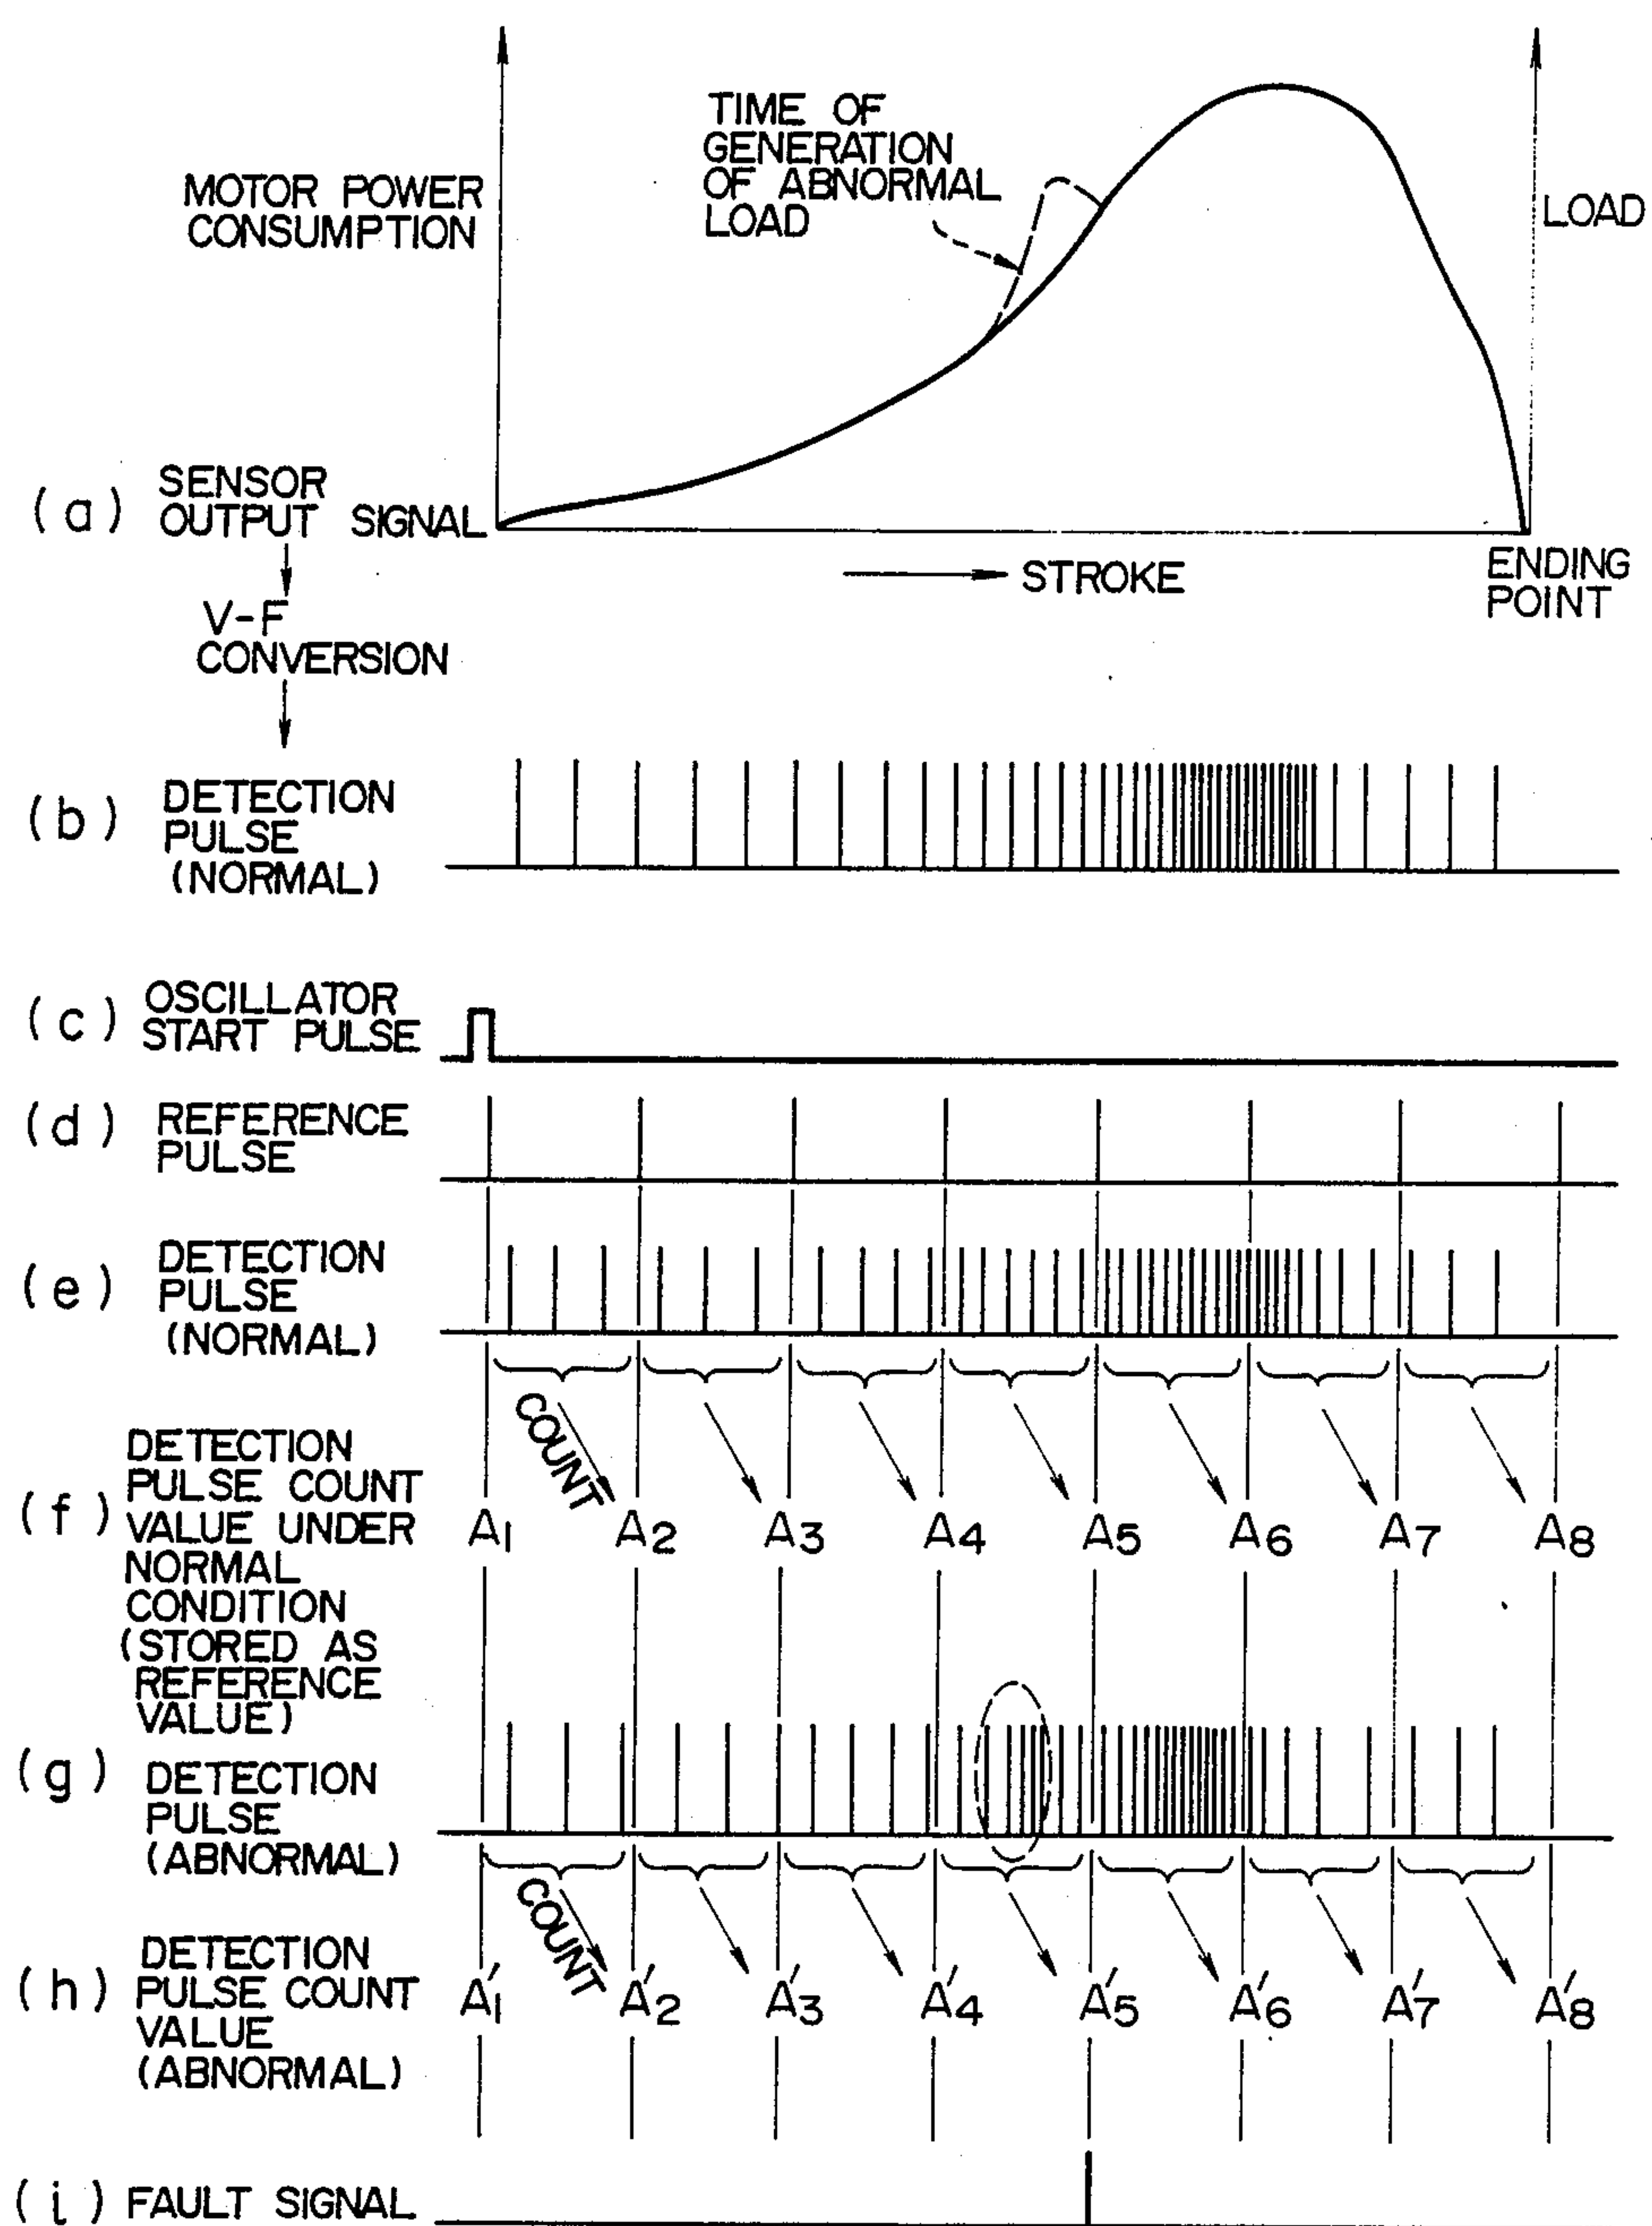 MOTOR POWER
CONSUMPTION
TIME OF
GENERATION
OF ABNORMAL
LOAD
LOAD
(a) SENSOR
OUTPUT SIGNAL
STROKE
ENDING
POINT
V-F
CONVERSION
(b) DETECTION
PULSE
(NORMAL)
(c) OSCILLATOR
START PULSE
(d) REFERENCE
PULSE
(e) DETECTION
PULSE
(NORMAL)
COUNT
(f) DETECTION
PULSE COUNT
VALUE UNDER
NORMAL
CONDITION
(STORED AS
REFERENCE
VALUE)
A1 A2 A3 A4 A5 A6 A7 A8
(g) DETECTION
PULSE
(ABNORMAL)
COUNT
(h) DETECTION
PULSE COUNT
VALUE
(ABNORMAL)
A'1 A'2 A'3 A'4 A'5 A'6 A'7 A'8
(i) FAULT SIGNAL